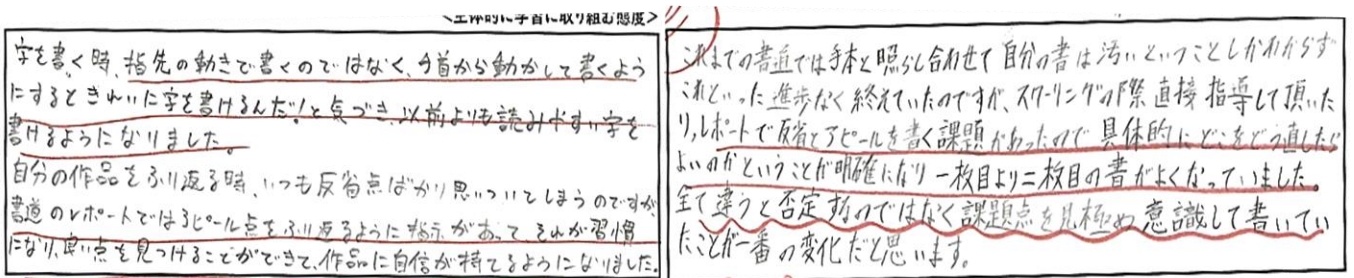 <主体的に学習に取り組む態度>
字を書く時、指先の動きで書くのではなく、手首から動かして書くよう
にするときれいに字を書けるんだ!と気づき、以前よりも読みやすい字を
書けるようになりました。
自分の作品をふり返る時、いつも反省点ばかり思いついてしまうのですが、
書道のレポートではアピール点をふり返るように指示があって、それが習慣
になり、良い点を見つけることができて、作品に自信が持てるようになりました。
これまでの書道では手本と照らし合わせて自分の書は汚いということしかわからず
これといった進歩なく終えていたのですが、スクーリングの際直接指導して頂いた
り、レポートで反省とアピールを書く課題があったので具体的にどこをどう直したら
よいのかということが明確になり一枚目より二枚目の書がよくなっていました。
全て違うと否定するのではなく課題点を見極め意識して書いてい
たことが一番の変化だと思います。